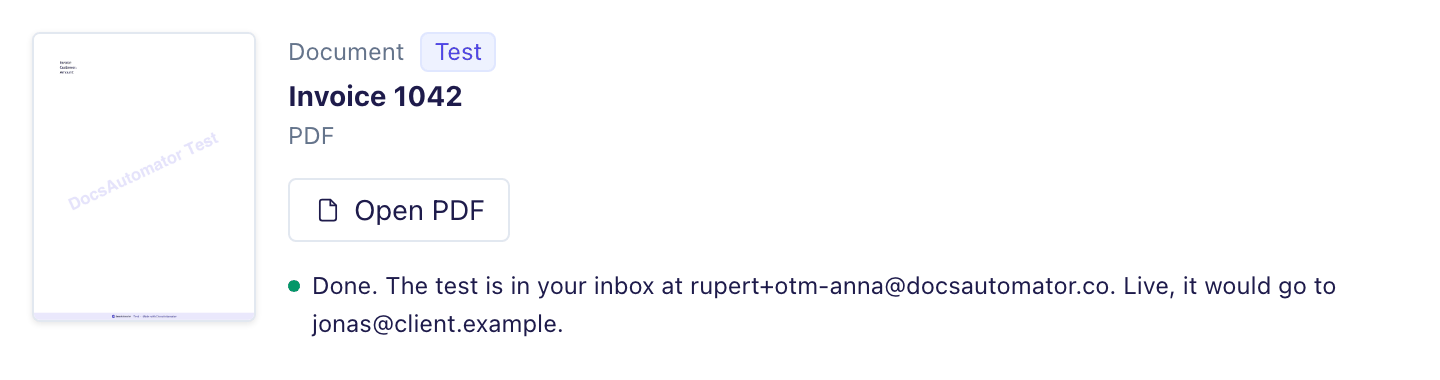 Document Test
Invoice 1042
PDF
DocsAutomator Test
Open PDF
Done. The test is in your inbox at rupert+otm-anna@docsautomator.co. Live, it would go to
jonas@client.example.